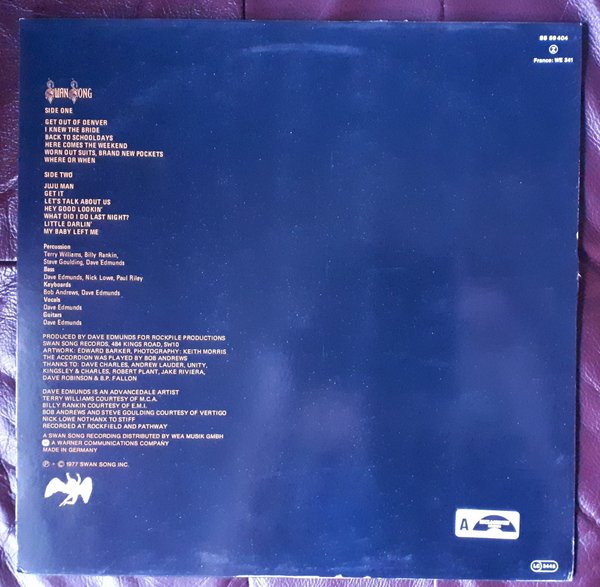 SS 59 404
Z
France: WE 341
SWAN SONG
SIDE ONE
GET OUT OF DENVER
I KNEW THE BRIDE
BACK TO SCHOOLDAYS
HERE COMES THE WEEKEND
WORN OUT SUITS, BRAND NEW POCKETS
WHERE OR WHEN
SIDE TWO
JUJU MAN
GET IT
LET'S TALK ABOUT US
HEY GOOD LOOKIN'
WHAT DID I DO LAST NIGHT?
LITTLE DARLIN'
MY BABY LEFT ME
Percussion
Terry Williams, Billy Rankin,
Steve Goulding, Dave Edmunds
Bass
Dave Edmunds, Nick Lowe, Paul Riley
Keyboards
Bob Andrews, Dave Edmunds
Vocals
Dave Edmunds
Guitars
Dave Edmunds
PRODUCED BY DAVE EDMUNDS FOR ROCKPILE PRODUCTIONS
SWAN SONG RECORDS, 484 KINGS ROAD, SW10
ARTWORK: EDWARD BARKER, PHOTOGRAPHY: KEITH MORRIS
THE ACCORDION WAS PLAYED BY BOB ANDREWS
THANKS TO: DAVE CHARLES, ANDREW LAUDER, UNITY,
KINGSLEY & CHARLES, ROBERT PLANT, JAKE RIVIERA,
DAVE ROBINSON & B.P. FALLON
DAVE EDMUNDS IS AN ADVANCEDALE ARTIST
TERRY WILLIAMS COURTESY OF M.C.A.
BILLY RANKIN COURTESY OF E.M.I.
BOB ANDREWS AND STEVE GOULDING COURTESY OF VERTIGO
NICK LOWE NOTHANX TO STIFF
RECORDED AT ROCKFIELD AND PATHWAY
A SWAN SONG RECORDING DISTRIBUTED BY WEA MUSIK GMBH
A WARNER COMMUNICATIONS COMPANY
MADE IN GERMANY
℗ + © 1977 SWAN SONG INC.
A
LC 3445